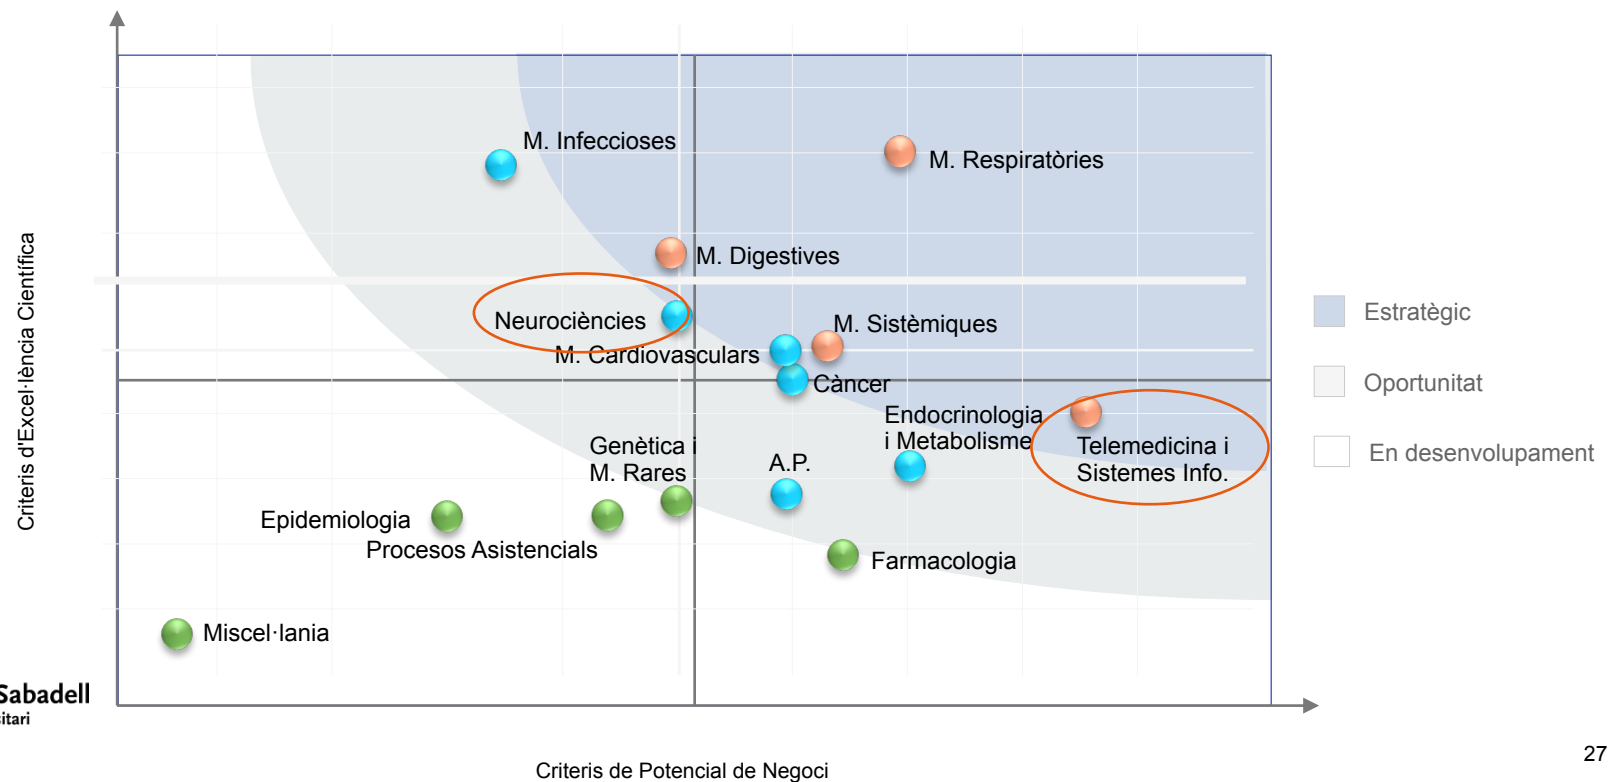 Criteris d'Excel·lència Científica
M. Infeccioses
M. Respiratòries
M. Digestives
Neurociències
M. Sistèmiques
M. Cardiovasculars
Càncer
Endocrinologia
i Metabolisme
Telemedicina i
Sistemes Info.
Genètica i
M. Rares
A.P.
Epidemiologia
Procesos Asistencials
Farmacologia
Miscel·lania
Estratègic
Oportunitat
En desenvolupament
Sabadell
sitari
Criteris de Potencial de Negoci
27